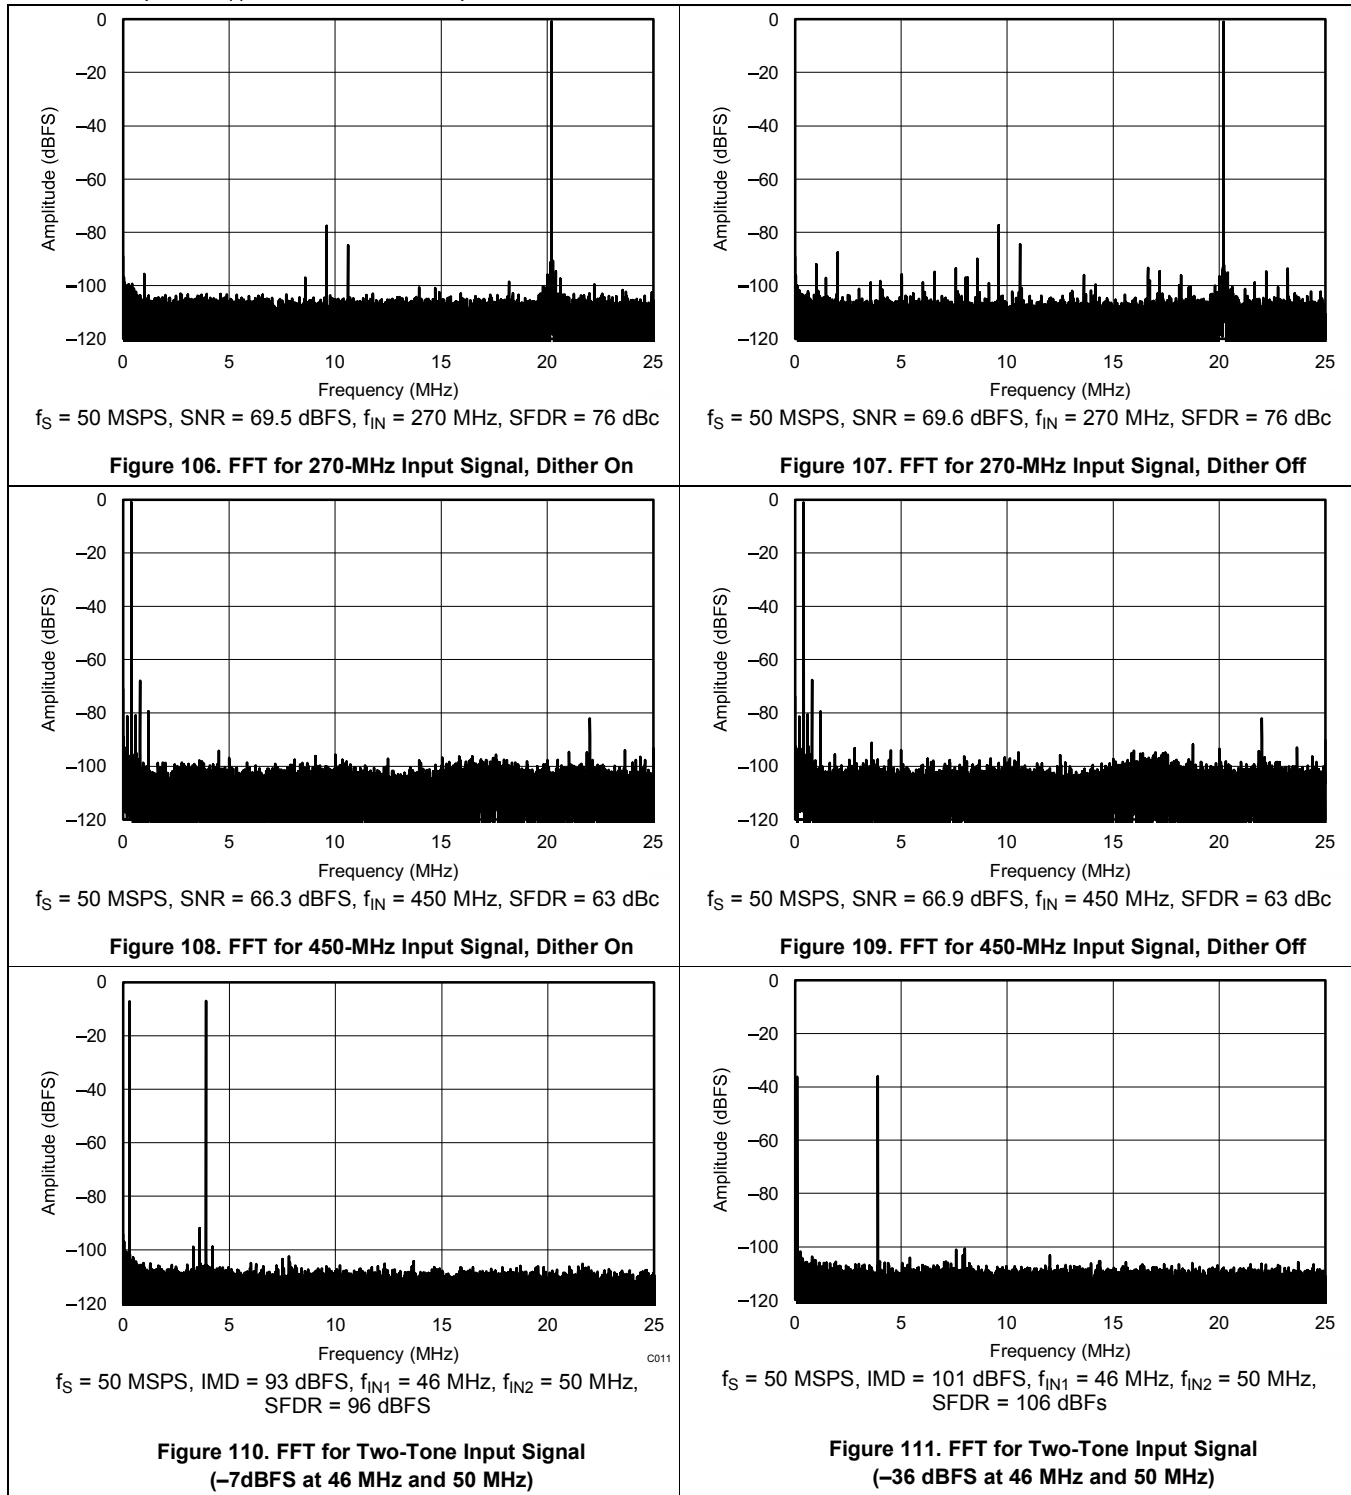 0
–20
–40
–60
–80
–100
–120
0 5 10 15 20 25
Amplitude (dBFS)
Frequency (MHz)
fS = 50 MSPS, SNR = 69.5 dBFS, fIN = 270 MHz, SFDR = 76 dBc
Figure 106. FFT for 270-MHz Input Signal, Dither On
0
–20
–40
–60
–80
–100
–120
0 5 10 15 20 25
Amplitude (dBFS)
Frequency (MHz)
fS = 50 MSPS, SNR = 69.6 dBFS, fIN = 270 MHz, SFDR = 76 dBc
Figure 107. FFT for 270-MHz Input Signal, Dither Off
0
–20
–40
–60
–80
–100
–120
0 5 10 15 20 25
Amplitude (dBFS)
Frequency (MHz)
fS = 50 MSPS, SNR = 66.3 dBFS, fIN = 450 MHz, SFDR = 63 dBc
Figure 108. FFT for 450-MHz Input Signal, Dither On
0
–20
–40
–60
–80
–100
–120
0 5 10 15 20 25
Amplitude (dBFS)
Frequency (MHz)
fS = 50 MSPS, SNR = 66.9 dBFS, fIN = 450 MHz, SFDR = 63 dBc
Figure 109. FFT for 450-MHz Input Signal, Dither Off
0
–20
–40
–60
–80
–100
–120
0 5 10 15 20 25
Amplitude (dBFS)
Frequency (MHz)
C011
fS = 50 MSPS, IMD = 93 dBFS, fIN1 = 46 MHz, fIN2 = 50 MHz,
SFDR = 96 dBFS
Figure 110. FFT for Two-Tone Input Signal
(–7dBFS at 46 MHz and 50 MHz)
0
–20
–40
–60
–80
–100
–120
0 5 10 15 20 25
Amplitude (dBFS)
Frequency (MHz)
fS = 50 MSPS, IMD = 101 dBFS, fIN1 = 46 MHz, fIN2 = 50 MHz,
SFDR = 106 dBFs
Figure 111. FFT for Two-Tone Input Signal
(–36 dBFS at 46 MHz and 50 MHz)